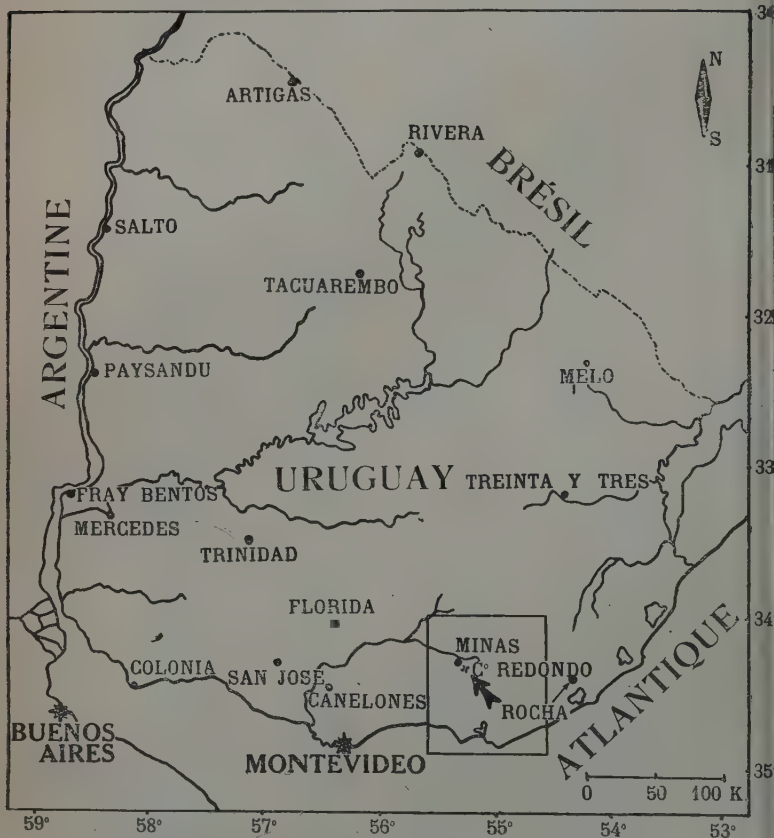 ARTIGAS
N
S
RIVERA
BRÉSIL
31
SALTO
ARGENTINE
TACUAREMBO
32
PAYSANDU
MELO
33
URUGUAY
TREINTA Y TRES
FRAY BENTOS
MERCEDES
TRINIDAD
FLORIDA
34
MINAS
Cº REDONDO
COLONIA
SAN JOSE
CANELONES
ROCHA
ATLANTIQUE
BUENOS
AIRES
MONTEVIDEO
35
0 50 100 K
59° 58° 57° 56° 55° 54° 53°